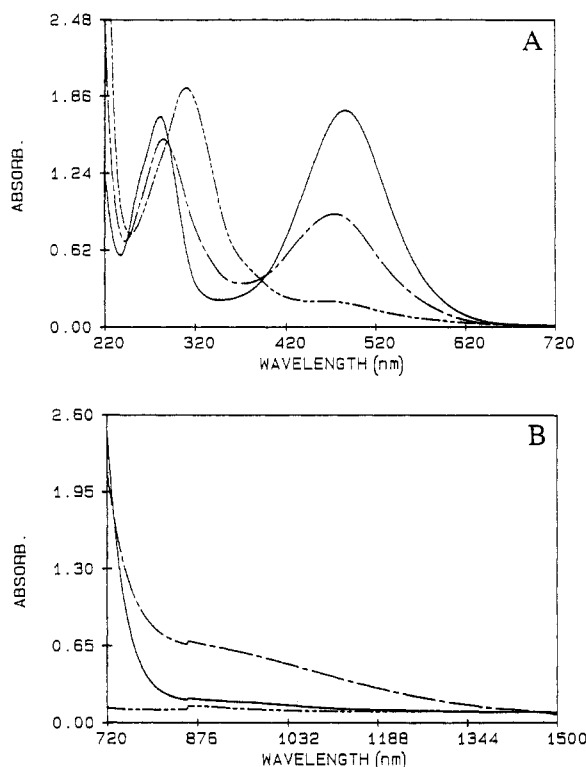 A
2.48
1.86
1.24
0.62
0.00
ABSORB.
220 320 420 520 620 720
WAVELENGTH (nm)
B
2.60
1.95
1.30
0.65
0.00
ABSORB.
720 876 1032 1188 1344 1500
WAVELENGTH (nm)